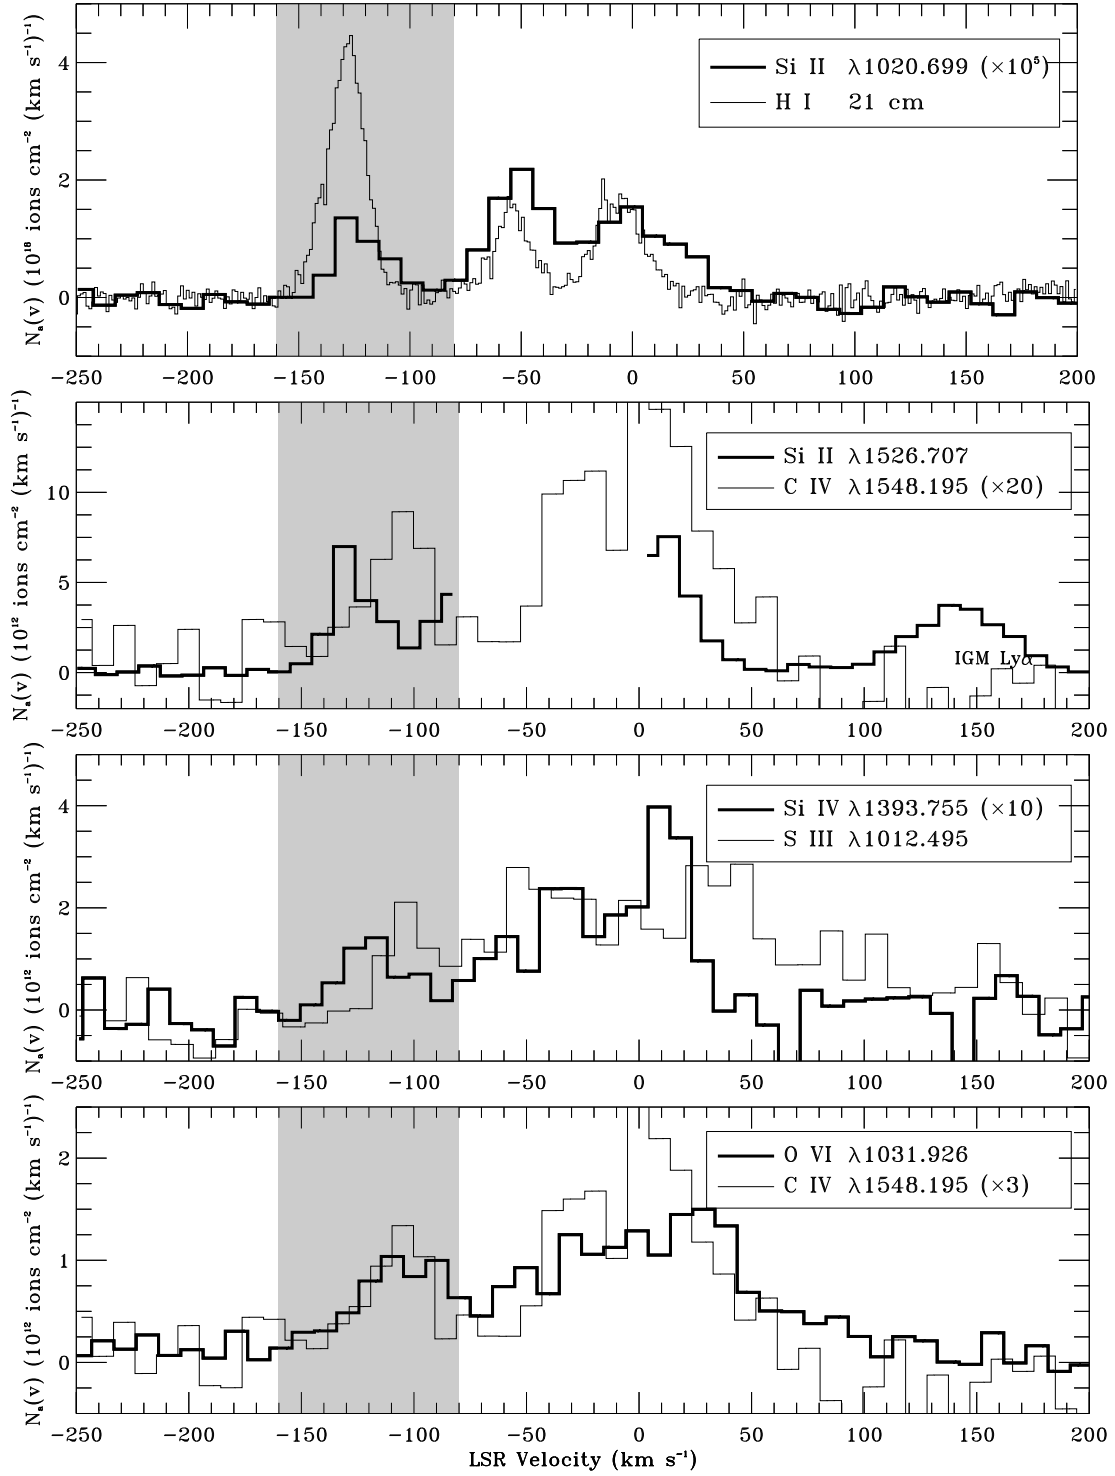 Nₐ(v) (10¹⁸ ions cm⁻² (km s⁻¹)⁻¹)
4
2
0
Si II λ1020.699 (×10⁵)
H I 21 cm
−250 −200 −150 −100 −50 0 50 100 150 200
Nₐ(v) (10¹² ions cm⁻² (km s⁻¹)⁻¹)
10
5
0
Si II λ1526.707
C IV λ1548.195 (×20)
IGM Lyα
−250 −200 −150 −100 −50 0 50 100 150 200
Nₐ(v) (10¹² ions cm⁻² (km s⁻¹)⁻¹)
4
2
0
Si IV λ1393.755 (×10)
S III λ1012.495
−250 −200 −150 −100 −50 0 50 100 150 200
Nₐ(v) (10¹² ions cm⁻² (km s⁻¹)⁻¹)
2
1
0
O VI λ1031.926
C IV λ1548.195 (×3)
−250 −200 −150 −100 −50 0 50 100 150 200
LSR Velocity (km s⁻¹)